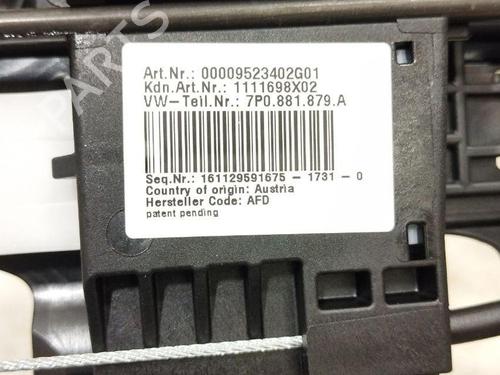 Art.Nr.: 00009523402G01
Kdn.Art.Nr.: 1111698X02
VW-Teil.Nr.: 7P0.881.879.A
Seq.Nr.: 161129591675 - 1731 - 0
Country of origin: Austria
Hersteller Code: AFD
patent pending
PARTS